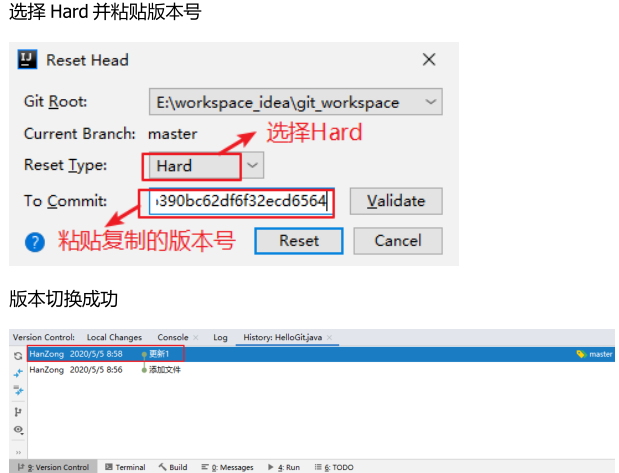 选择 Hard 并粘贴版本号
Reset Head
Git Root: E:\workspace_idea\git_workspace
Current Branch: master
选择Hard
Reset Type: Hard
To Commit: 390bc62df6f32ecd6564 Validate
粘贴复制的版本号 Reset Cancel
版本切换成功
Version Control: Local Changes Console Log History: HelloGit.java
HanZong 2020/5/5 8:58 更新1 master
HanZong 2020/5/5 8:56 添加文件
9: Version Control Terminal Build 0: Messages 4: Run 6: TODO